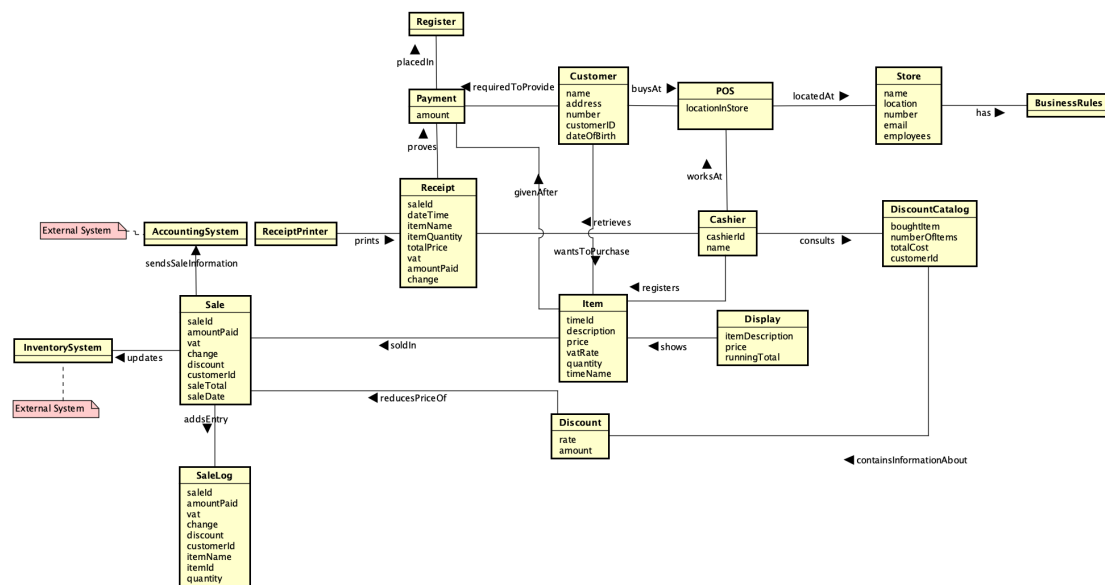 Register
placedIn
Payment
amount
requiredToProvide
Customer
name
address
number
customerID
dateOfBirth
buysAt
POS
locationInStore
locatedAt
Store
name
location
number
email
employees
has
BusinessRules
proves
givenAfter
worksAt
Receipt
saleId
dateTime
itemName
itemQuantity
totalPrice
vat
amountPaid
change
External System
AccountingSystem
ReceiptPrinter
prints
retrieves
wantsToPurchase
Cashier
cashierId
name
consults
DiscountCatalog
boughtItem
numberOfItems
totalCost
customerId
sendsSaleInformation
registers
Sale
saleId
amountPaid
vat
change
discount
customerId
saleTotal
saleDate
Item
timeId
description
price
vatRate
quantity
timeName
Display
itemDescription
price
runningTotal
soldIn
shows
InventorySystem
updates
External System
reducesPriceOf
addsEntry
Discount
rate
amount
containsInformationAbout
SaleLog
saleId
amountPaid
vat
change
discount
customerId
itemName
itemId
quantity